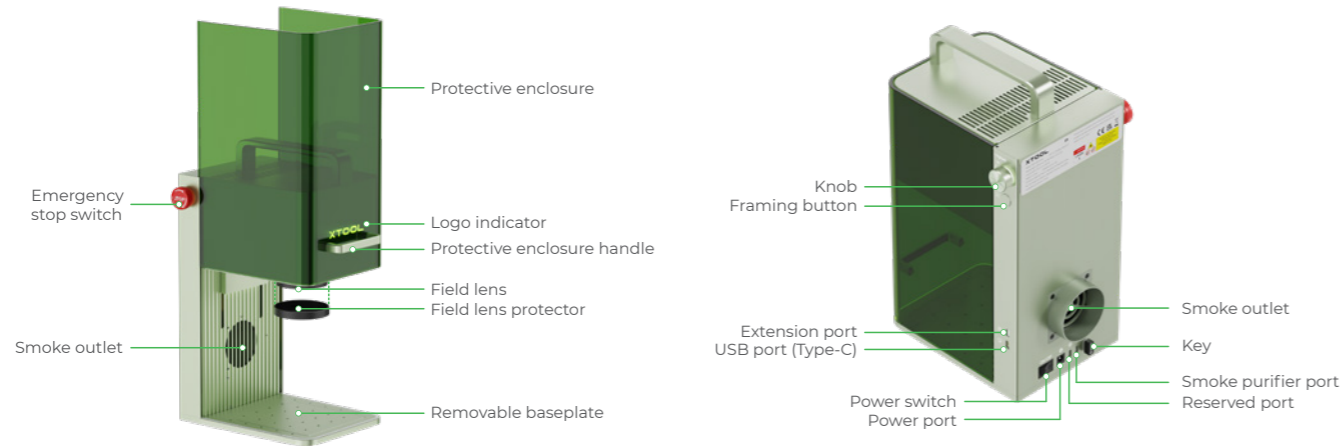 Protective enclosure
Emergency
stop switch
Logo indicator
XTOOL
Protective enclosure handle
Field lens
Field lens protector
Smoke outlet
Removable baseplate
XTOOL
Knob
Framing button
Smoke outlet
Extension port
USB port (Type-C)
Key
Smoke purifier port
Power switch
Reserved port
Power port